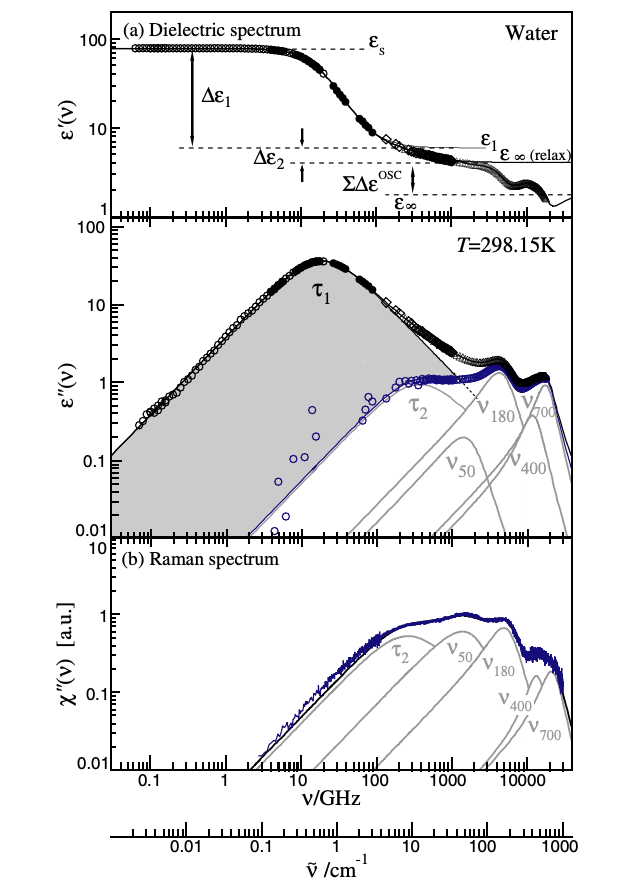 (a) Dielectric spectrum
Water
100
εs
Δε1
ε′(ν)
10
ε1
ε∞ (relax)
Δε2
ΣΔε^OSC
ε∞
1
100
T=298.15K
10
τ1
ε″(ν)
1
τ2
ν180
ν700
ν50
ν400
0.1
0.01
10
(b) Raman spectrum
χ″(ν) [a.u.]
1
τ2
ν50
ν180
ν400
ν700
0.1
0.01
0.1 1 10 100 1000 10000
ν/GHz
0.01 0.1 1 10 100 1000
ν̃ /cm⁻¹